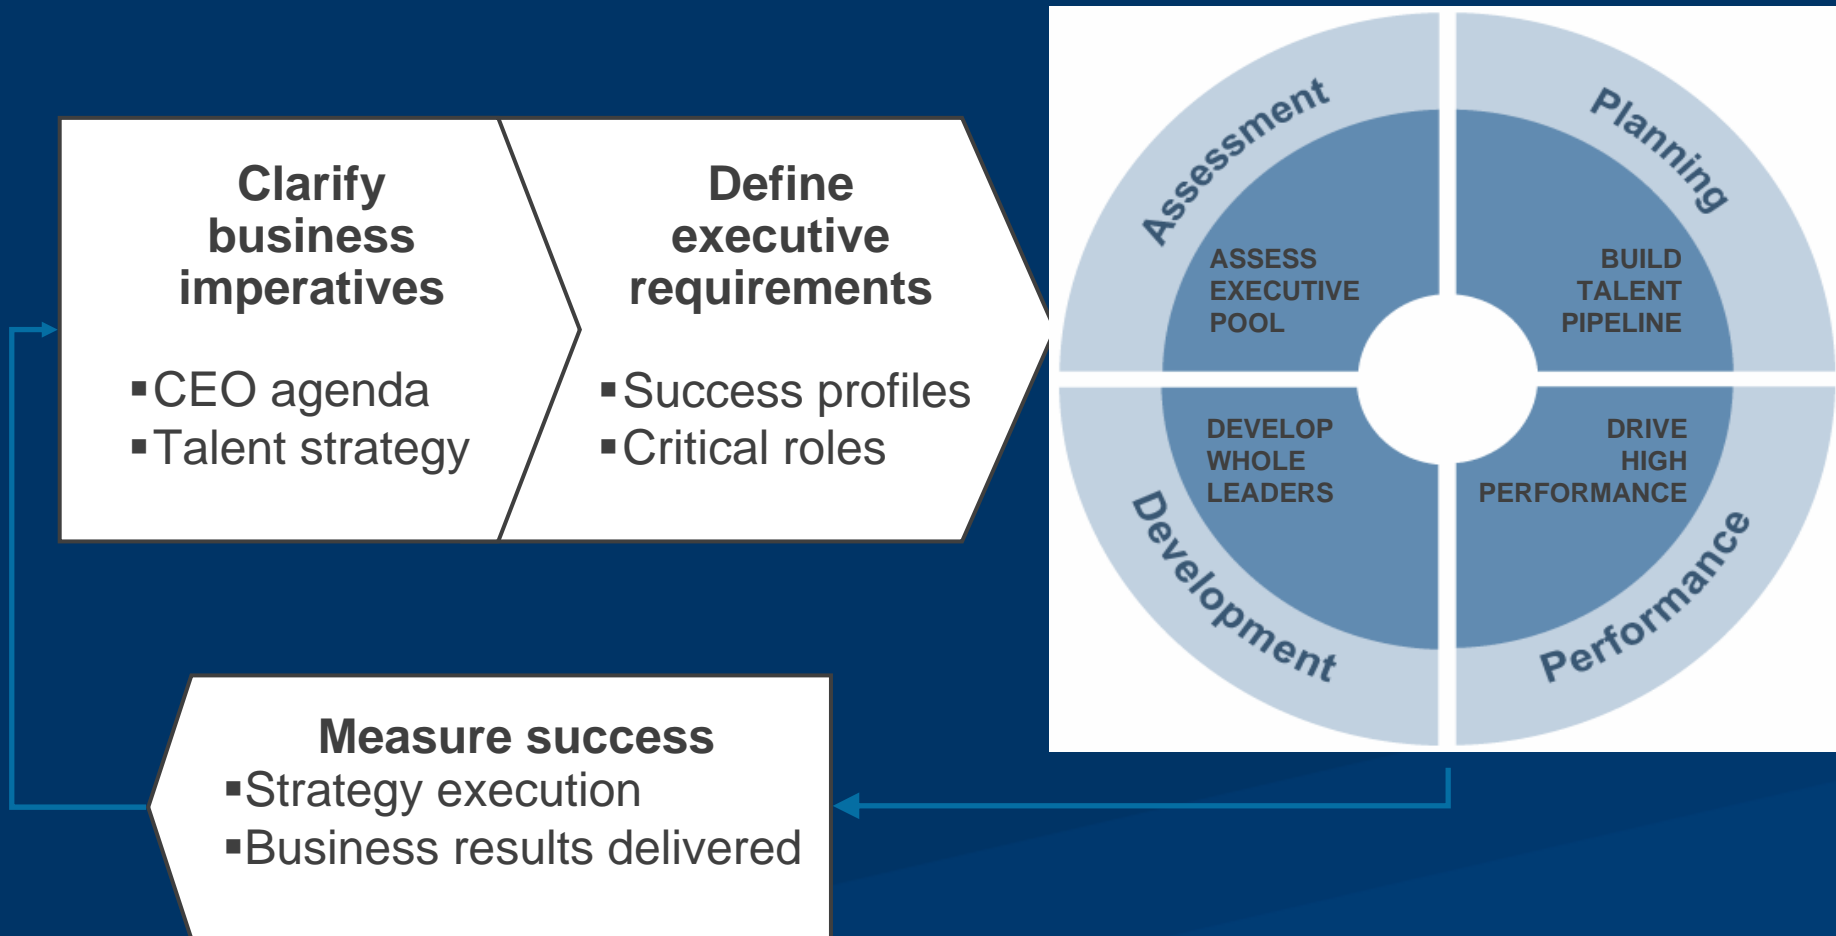 Clarify
business
imperatives
▪CEO agenda
▪Talent strategy
Define
executive
requirements
▪Success profiles
▪Critical roles
Assessment
ASSESS
EXECUTIVE
POOL
Planning
BUILD
TALENT
PIPELINE
DEVELOP
WHOLE
LEADERS
Development
DRIVE
HIGH
PERFORMANCE
Performance
Measure success
▪Strategy execution
▪Business results delivered